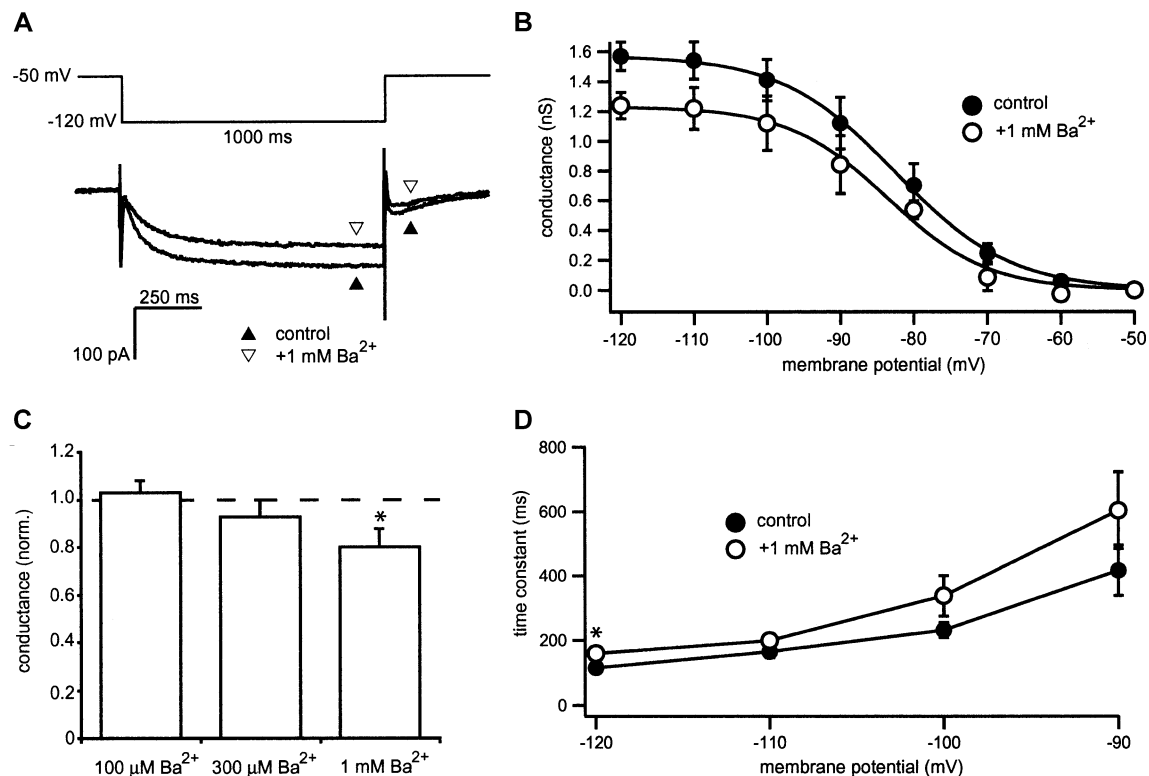 A
-50 mV
-120 mV
1000 ms
250 ms
100 pA
▲ control
▽ +1 mM Ba²⁺
B
conductance (nS)
1.6
1.4
1.2
1.0
0.8
0.6
0.4
0.2
0.0
control
+1 mM Ba²⁺
-120 -110 -100 -90 -80 -70 -60 -50
membrane potential (mV)
C
conductance (norm.)
1.2
1.0
0.8
0.6
0.4
0.2
0
*
100 µM Ba²⁺ 300 µM Ba²⁺ 1 mM Ba²⁺
D
time constant (ms)
800
600
400
200
0
control
+1 mM Ba²⁺
*
-120 -110 -100 -90
membrane potential (mV)